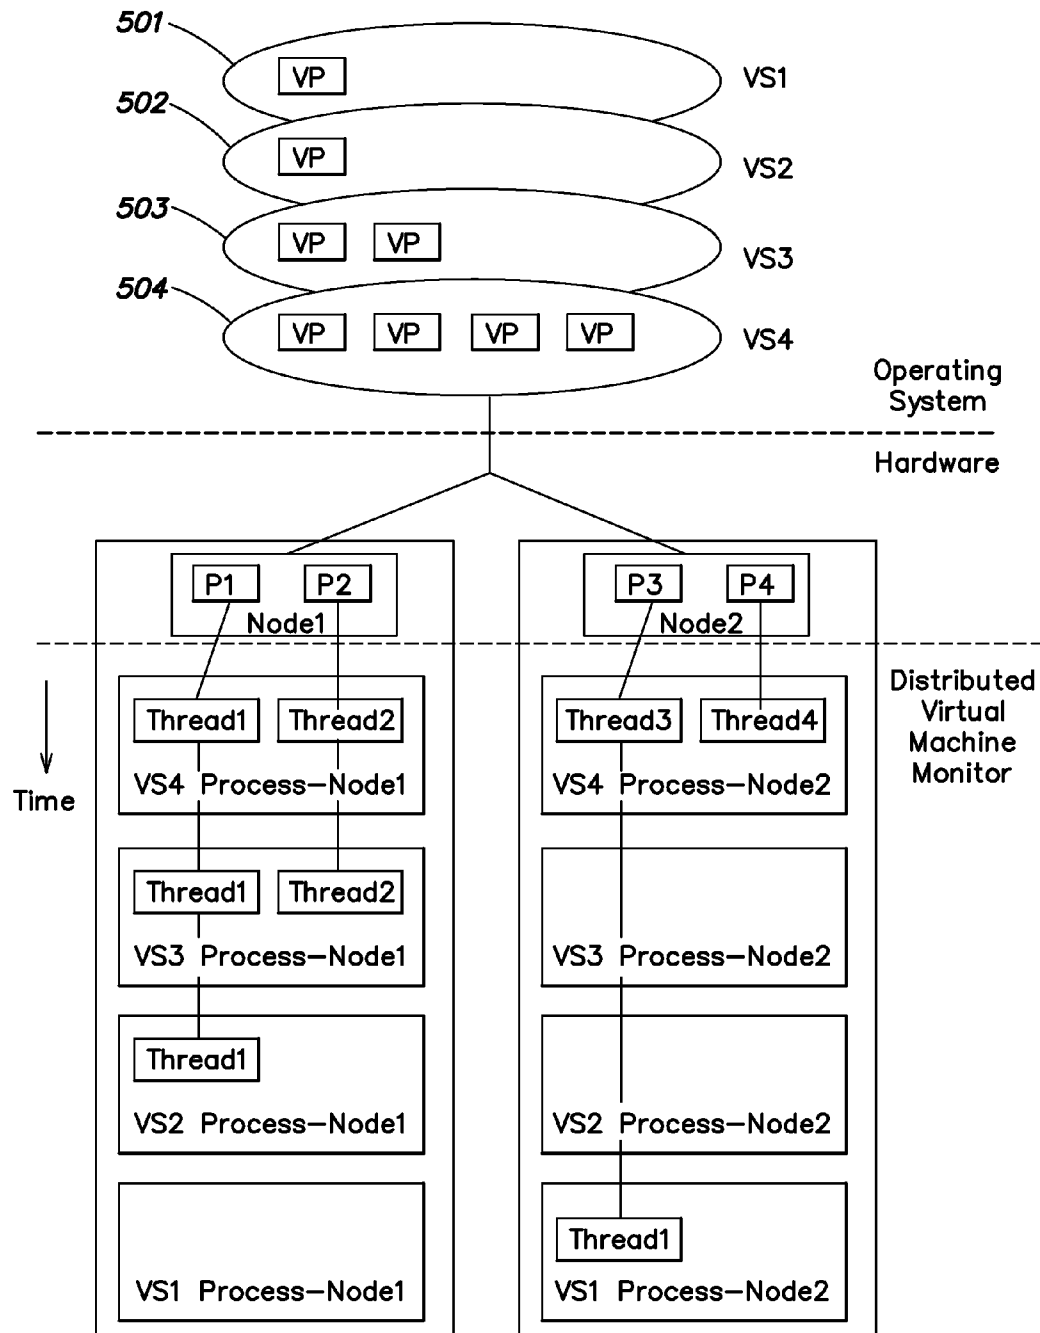 501
VP
VS1
502
VP
VS2
503
VP VP
VS3
504
VP VP VP VP
VS4
Operating
System
Hardware
P1 P2
Node1
P3 P4
Node2
Distributed
Virtual
Machine
Monitor
Time
Thread1 Thread2
VS4 Process-Node1
Thread3 Thread4
VS4 Process-Node2
Thread1 Thread2
VS3 Process-Node1
VS3 Process-Node2
Thread1
VS2 Process-Node1
VS2 Process-Node2
VS1 Process-Node1
Thread1
VS1 Process-Node2